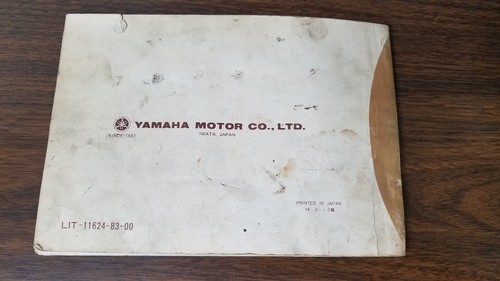 YAMAHA MOTOR CO., LTD.
SINCE 1887
IWATA, JAPAN
PRINTED IN JAPAN
LIT-11624-83-00